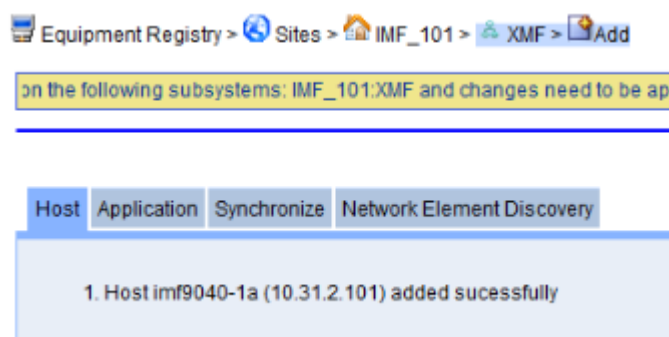 Equipment Registry > Sites > IMF_101 > XMF > Add
on the following subsystems: IMF_101:XMF and changes need to be ap
Host Application Synchronize Network Element Discovery
1. Host imf9040-1a (10.31.2.101) added sucessfully